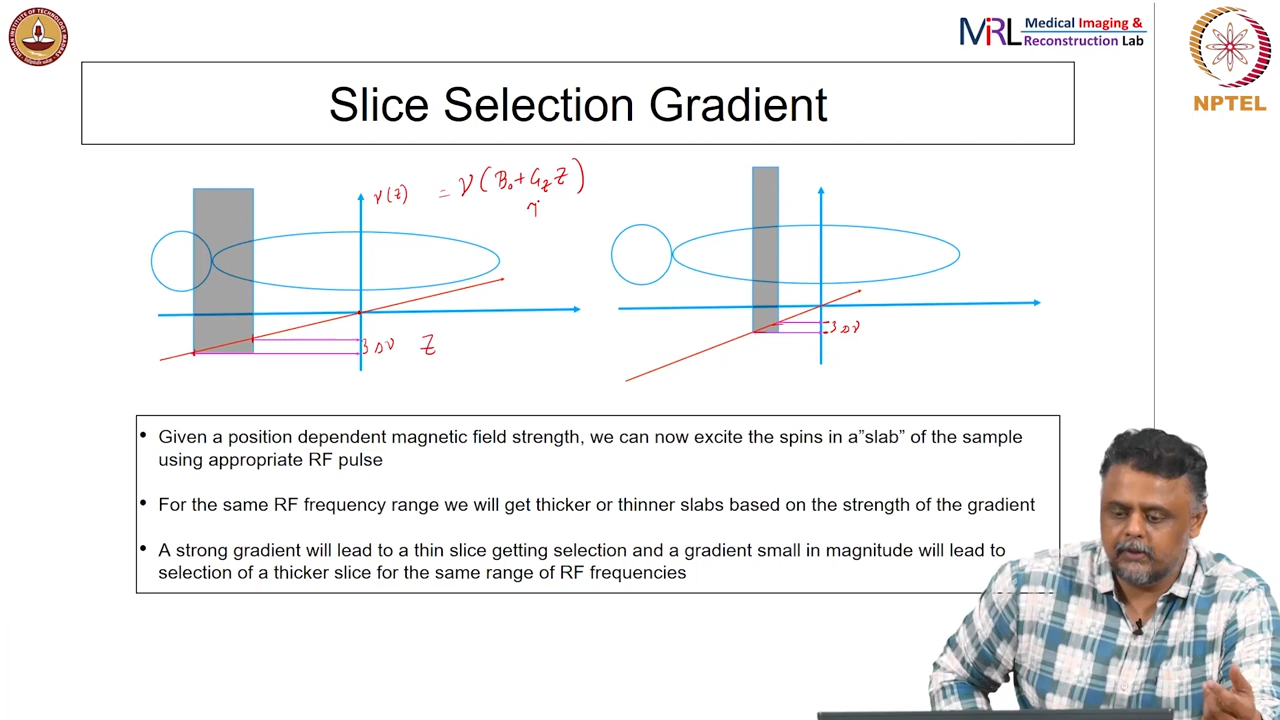 MiRL Medical Imaging &
Reconstruction Lab
NPTEL
Slice Selection Gradient
ν(z) = γ(B₀+G_z z)
}Δν z
}Δν
• Given a position dependent magnetic field strength, we can now excite the spins in a”slab” of the sample
using appropriate RF pulse
• For the same RF frequency range we will get thicker or thinner slabs based on the strength of the gradient
• A strong gradient will lead to a thin slice getting selection and a gradient small in magnitude will lead to
selection of a thicker slice for the same range of RF frequencies